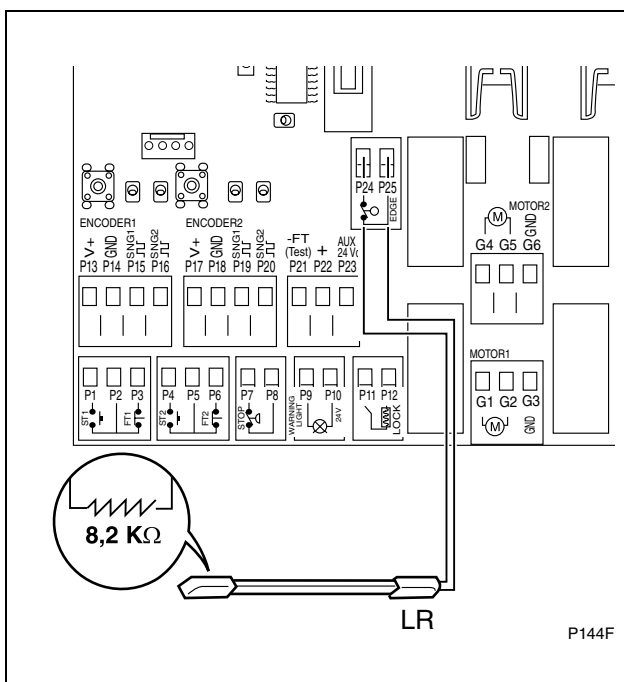 P24 P25
EDGE
MOTOR2
M
GND
G4 G5 G6
ENCODER1
V+ GND SNG1 SNG2
P13 P14 P15 P16
ENCODER2
V+ GND SNG1 SNG2
P17 P18 P19 P20
-FT (Test) + AUX 24 Vc
P21 P22 P23
MOTOR1
G1 G2 G3
M
GND
P1 P2 P3
ST1 FT1
P4 P5 P6
ST2 FT2
P7 P8
STOP
P9 P10
WARNING LIGHT
24V
P11 P12
LOCK
8,2 KΩ
LR
P144F